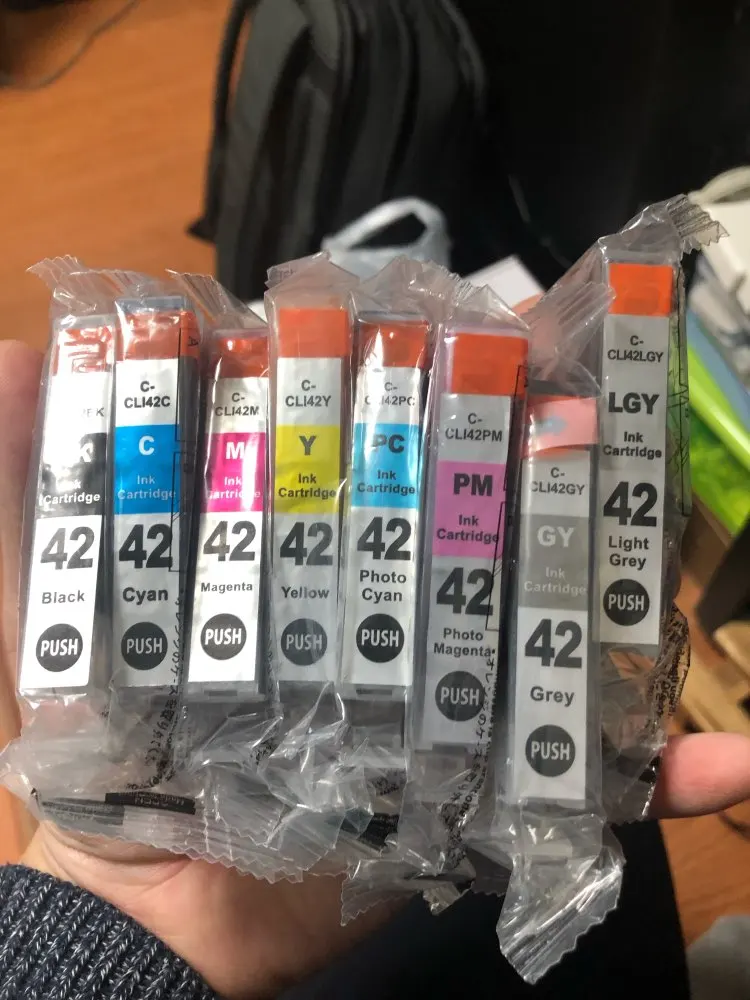 42
Black
PUSH
C-
CLI42C
C
Ink
Cartridge
42
Cyan
PUSH
C-
CLI42M
M
Ink
Cartridge
42
Magenta
PUSH
C-
CLI42Y
Y
Ink
Cartridge
42
Yellow
PUSH
C-
CLI42PC
PC
Ink
Cartridge
42
Photo
Cyan
PUSH
C-
CLI42PM
PM
Ink
Cartridge
42
Photo
Magenta
PUSH
C-
CLI42GY
GY
Ink
Cartridge
42
Grey
PUSH
C-
CLI42LGY
LGY
Ink
Cartridge
42
Light
Grey
PUSH